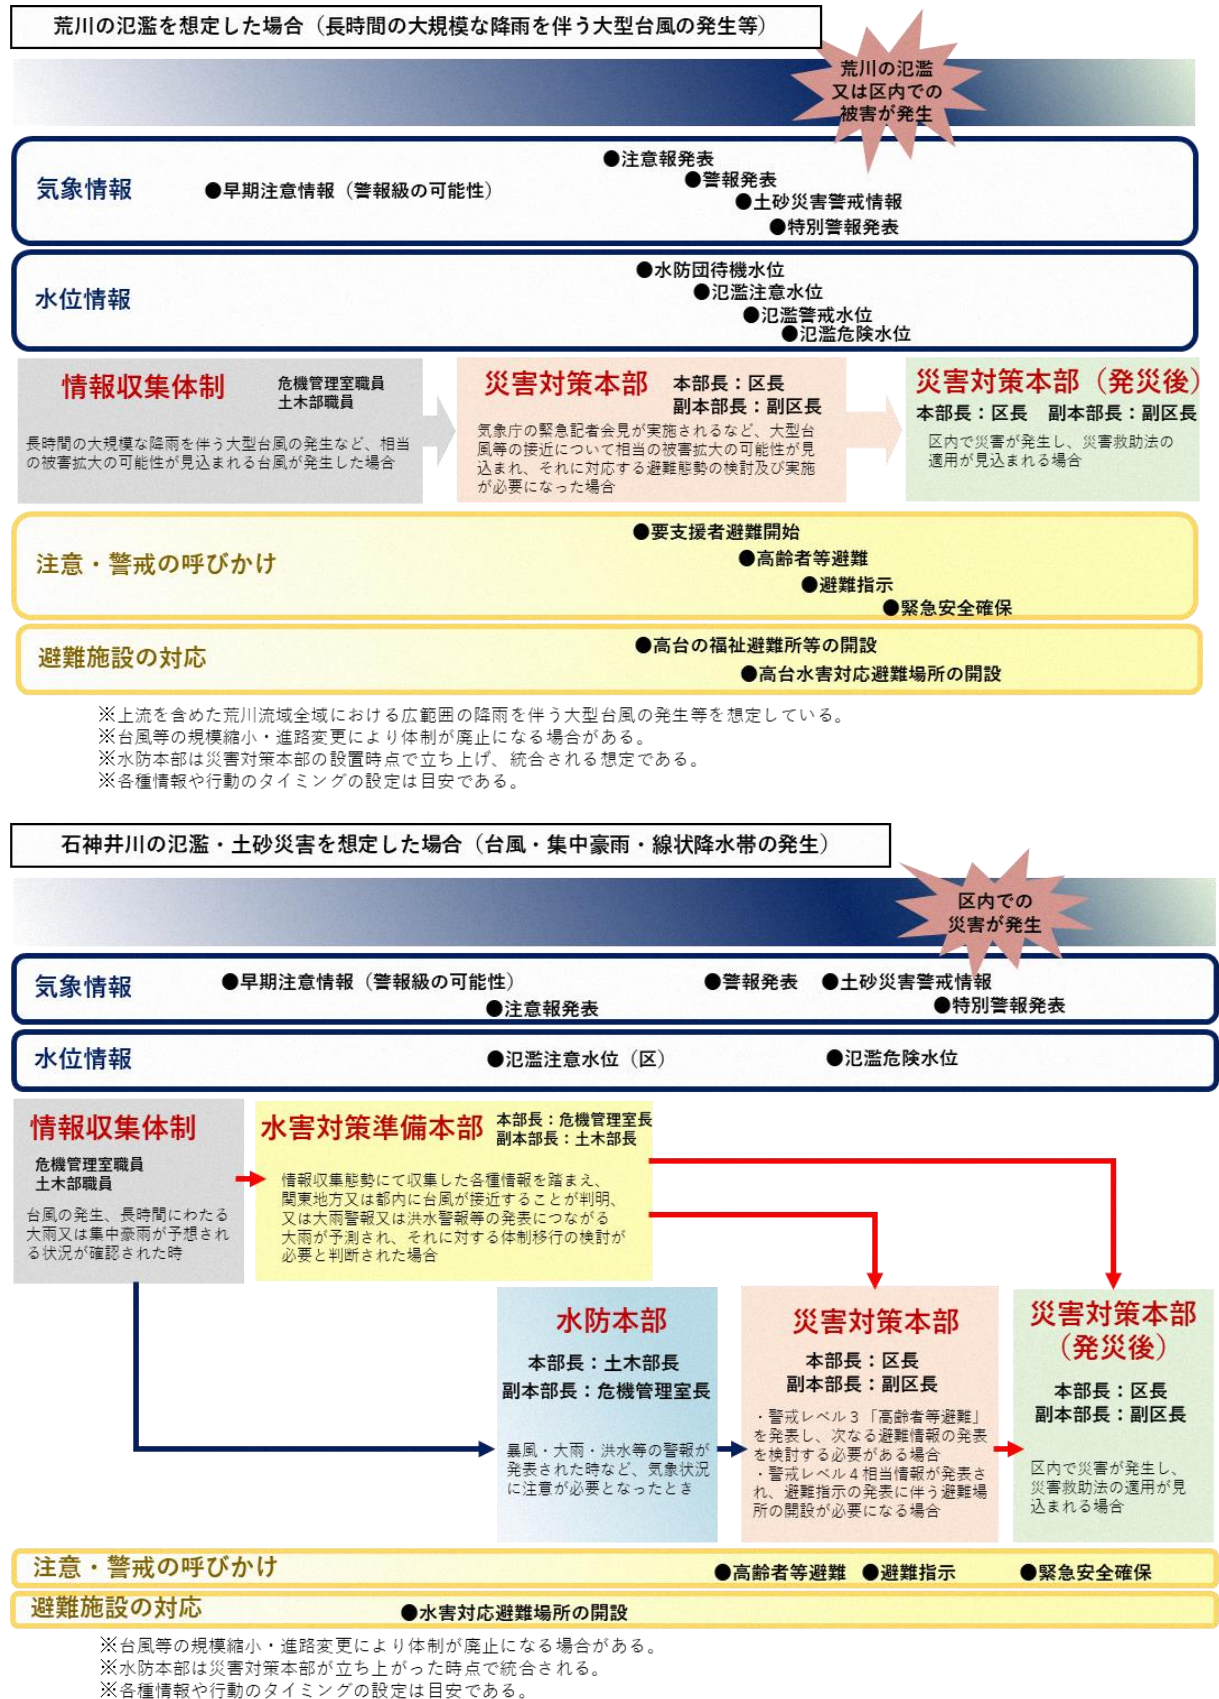 荒川の氾濫を想定した場合（長時間の大規模な降雨を伴う大型台風の発生等）
荒川の氾濫
又は区内での
被害が発生
気象情報
●早期注意情報（警報級の可能性）
●注意報発表
●警報発表
●土砂災害警戒情報
●特別警報発表
水位情報
●水防団待機水位
●氾濫注意水位
●氾濫警戒水位
●氾濫危険水位
情報収集体制
危機管理室職員
土木部職員
長時間の大規模な降雨を伴う大型台風の発生など、相当
の被害拡大の可能性が見込まれる台風が発生した場合
災害対策本部
本部長：区長
副本部長：副区長
気象庁の緊急記者会見が実施されるなど、大型台
風等の接近について相当の被害拡大の可能性が見
込まれ、それに対応する避難態勢の検討及び実施
が必要になった場合
災害対策本部（発災後）
本部長：区長　副本部長：副区長
区内で災害が発生し、災害救助法の
適用が見込まれる場合
注意・警戒の呼びかけ
●要支援者避難開始
●高齢者等避難
●避難指示
●緊急安全確保
避難施設の対応
●高台の福祉避難所等の開設
●高台水害対応避難場所の開設
※上流を含めた荒川流域全域における広範囲の降雨を伴う大型台風の発生等を想定している。
※台風等の規模縮小・進路変更により体制が廃止になる場合がある。
※水防本部は災害対策本部の設置時点で立ち上げ、統合される想定である。
※各種情報や行動のタイミングの設定は目安である。
石神井川の氾濫・土砂災害を想定した場合（台風・集中豪雨・線状降水帯の発生）
区内での
災害が発生
気象情報
●早期注意情報（警報級の可能性）
●注意報発表
●警報発表
●土砂災害警戒情報
●特別警報発表
水位情報
●氾濫注意水位（区）
●氾濫危険水位
情報収集体制
危機管理室職員
土木部職員
台風の発生、長時間にわたる
大雨又は集中豪雨が予想され
る状況が確認された時
水害対策準備本部
本部長：危機管理室長
副本部長：土木部長
情報収集態勢にて収集した各種情報を踏まえ、
関東地方又は都内に台風が接近することが判明、
又は大雨警報又は洪水警報等の発表につながる
大雨が予測され、それに対する体制移行の検討が
必要と判断された場合
水防本部
本部長：土木部長
副本部長：危機管理室長
暴風・大雨・洪水等の警報が
発表された時など、気象状況
に注意が必要となったとき
災害対策本部
本部長：区長
副本部長：副区長
・警戒レベル３「高齢者等避難」
を発表し、次なる避難情報の発表
を検討する必要がある場合
・警戒レベル４相当情報が発表さ
れ、避難指示の発表に伴う避難場
所の開設が必要になる場合
災害対策本部
（発災後）
本部長：区長
副本部長：副区長
区内で災害が発生し、
災害救助法の適用が見
込まれる場合
注意・警戒の呼びかけ
●高齢者等避難
●避難指示
●緊急安全確保
避難施設の対応
●水害対応避難場所の開設
※台風等の規模縮小・進路変更により体制が廃止になる場合がある。
※水防本部は災害対策本部が立ち上がった時点で統合される。
※各種情報や行動のタイミングの設定は目安である。